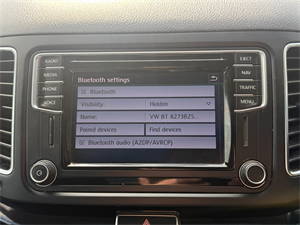 RADIO
MEDIA
PHONE
VOICE
EJECT
NAV
TRAFFIC
MENU
Bluetooth settings
Bluetooth
Visibility: Hidden
Name: VW BT 8273BZS...
Paired devices Find devices
Bluetooth audio (A2DP/AVRCP)